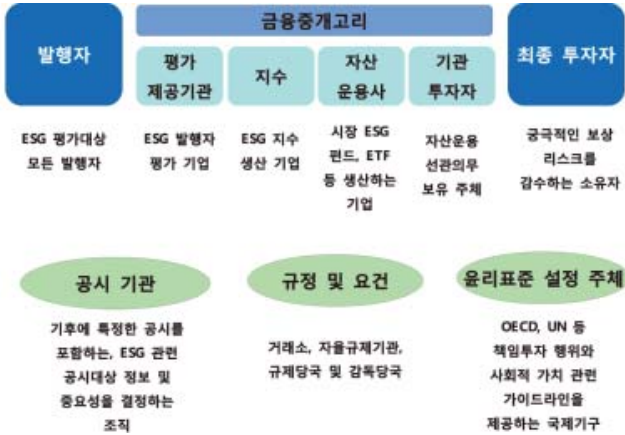 금융중개고리
발행자
평가
제공기관
지수
자산
운용사
기관
투자자
최종 투자자
ESG 평가대상
모든 발행자
ESG 발행자
평가 기업
ESG 지수
생산 기업
시장 ESG
펀드, ETF
등 생산하는
기업
자산운용
선관의무
보유 주체
궁극적인 보상
리스크를
감수하는 소유자
공시 기관
기후에 특정한 공시를
포함하는, ESG 관련
공시대상 정보 및
중요성을 결정하는
조직
규정 및 요건
거래소, 자율규제기관,
규제당국 및 감독당국
윤리표준 설정 주체
OECD, UN 등
책임투자 행위와
사회적 가치 관련
가이드라인을
제공하는 국제기구